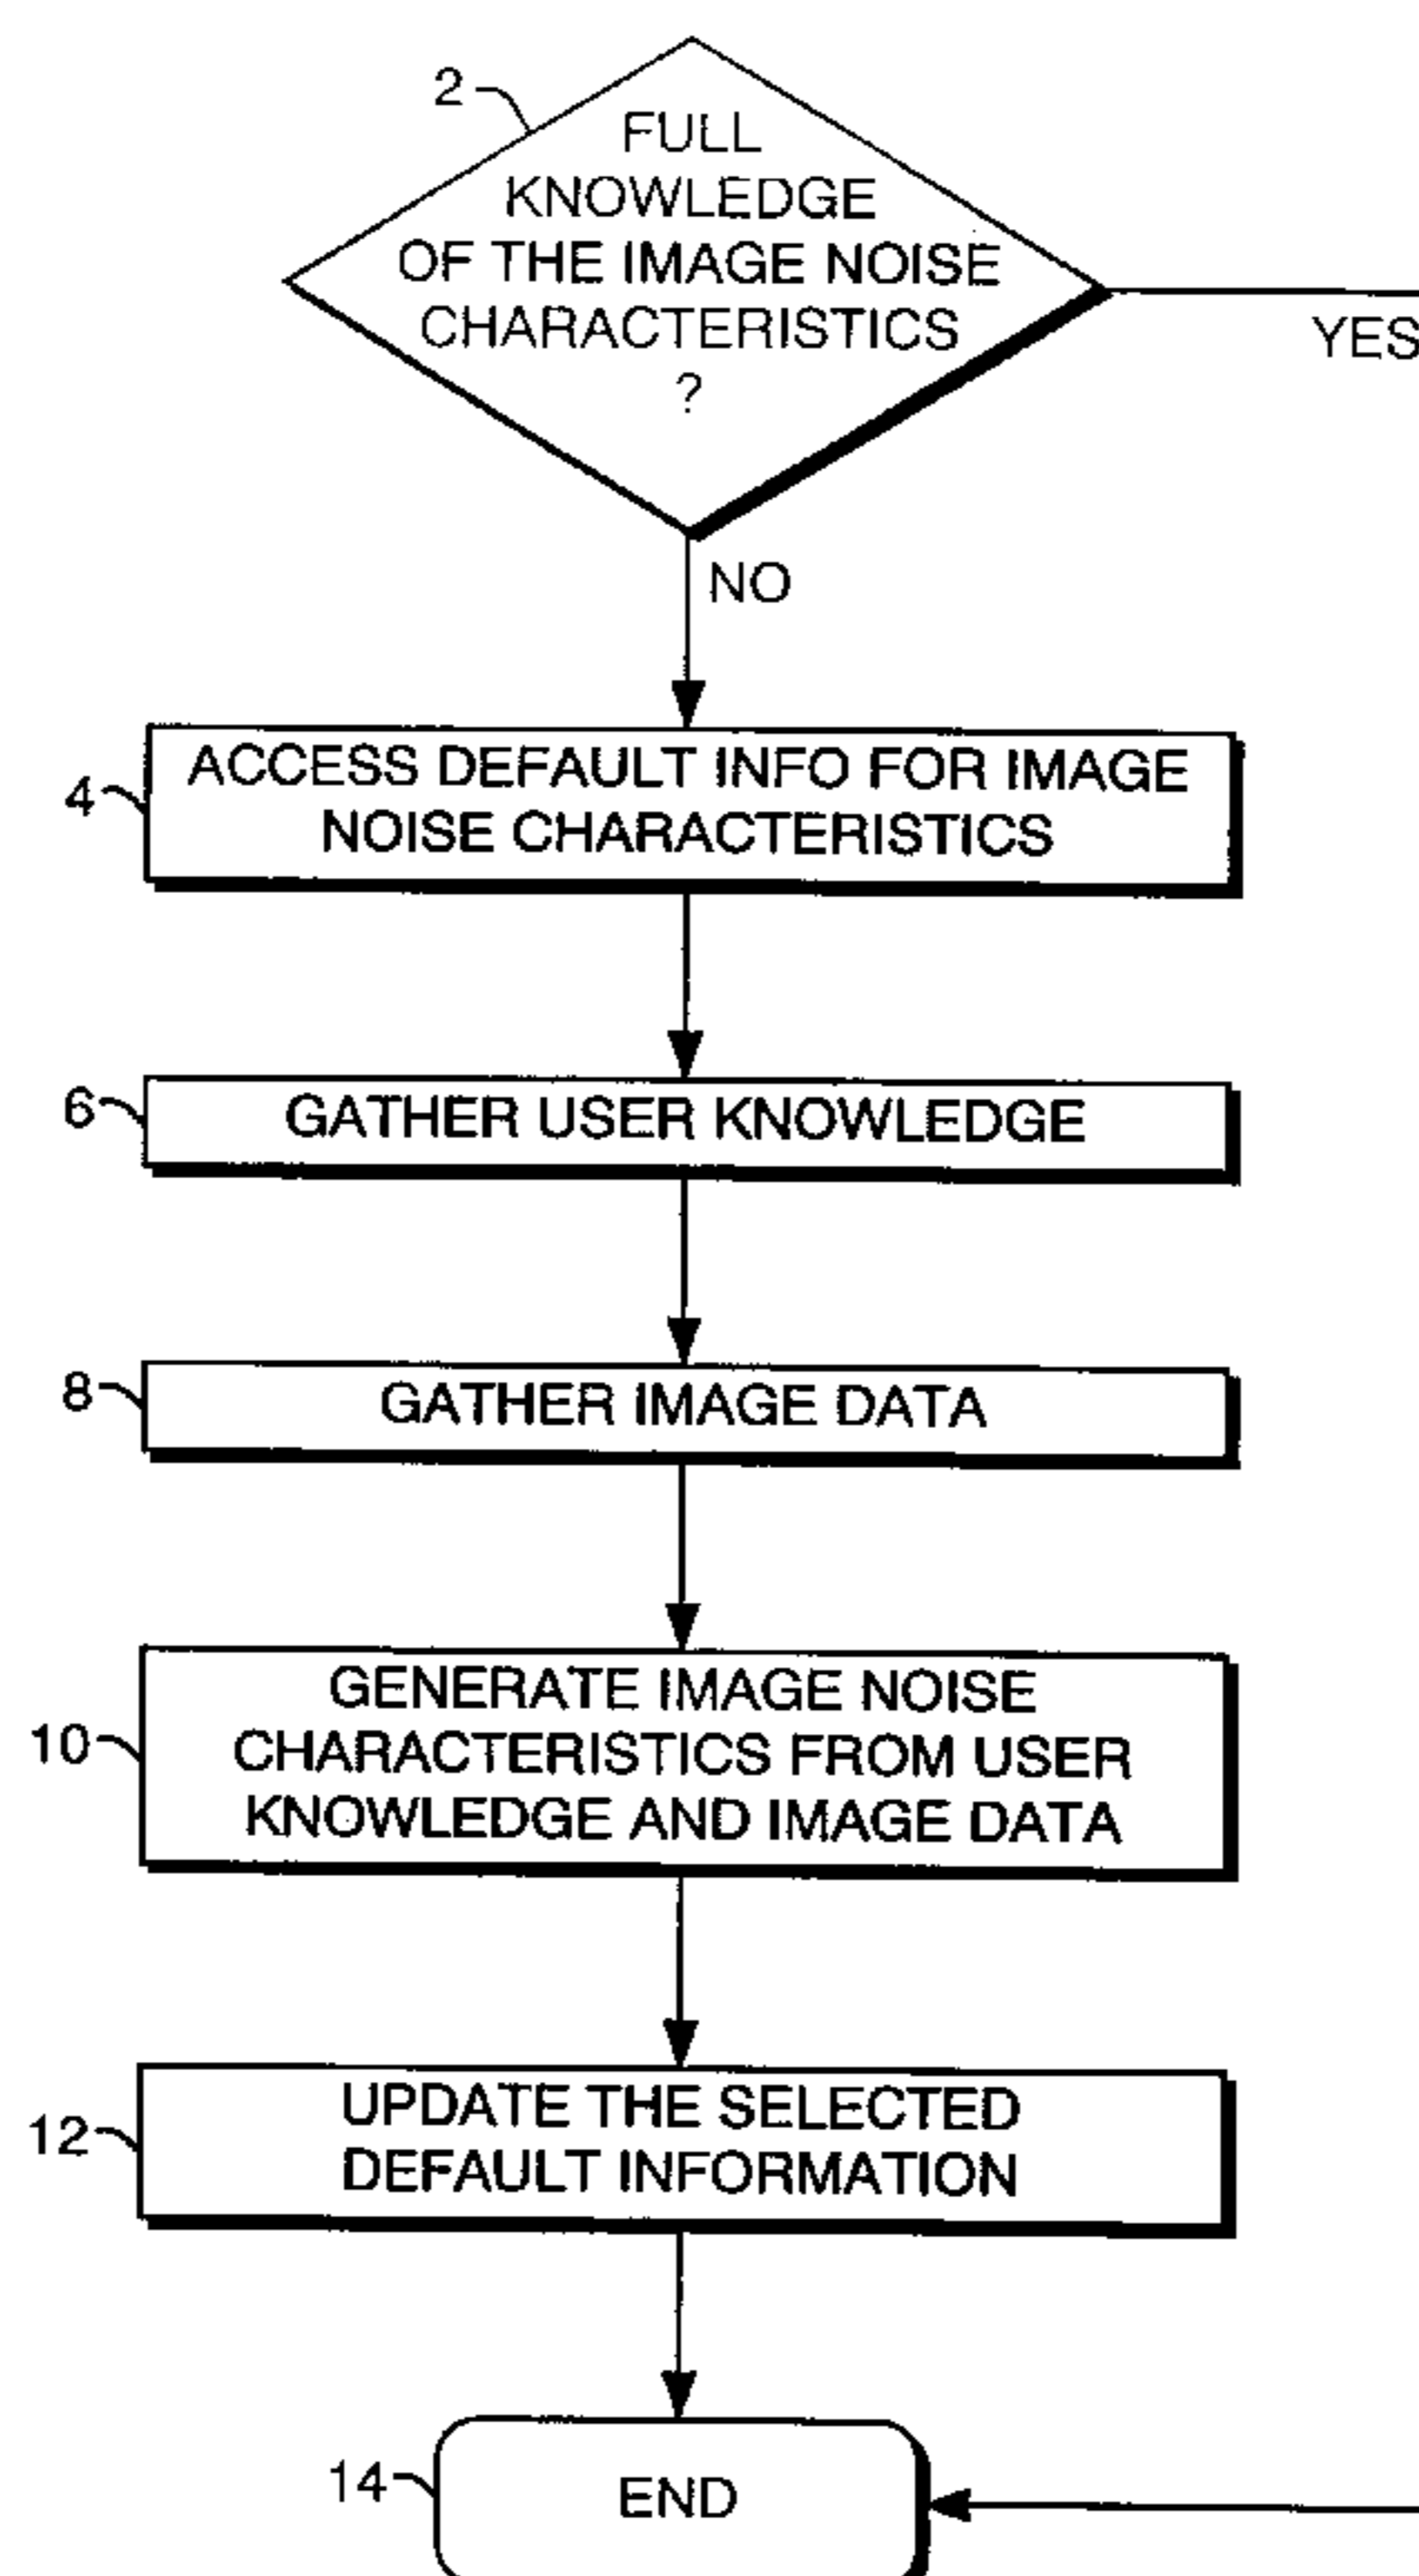 2
FULL
KNOWLEDGE
OF THE IMAGE NOISE
CHARACTERISTICS
?
YES
NO
4
ACCESS DEFAULT INFO FOR IMAGE
NOISE CHARACTERISTICS
6
GATHER USER KNOWLEDGE
8
GATHER IMAGE DATA
10
GENERATE IMAGE NOISE
CHARACTERISTICS FROM USER
KNOWLEDGE AND IMAGE DATA
12
UPDATE THE SELECTED
DEFAULT INFORMATION
14
END